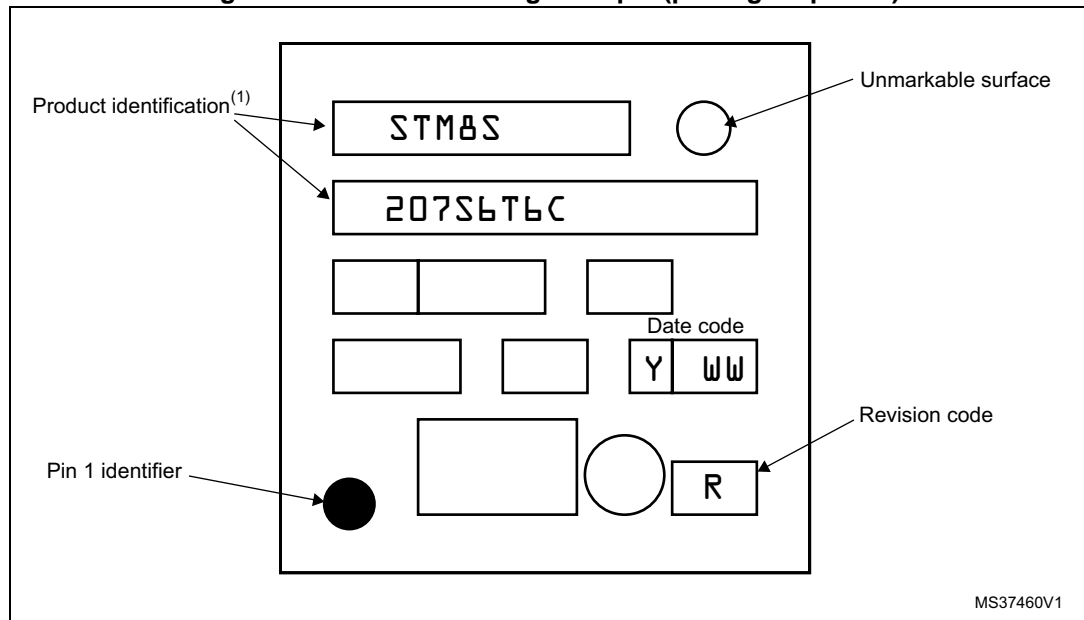 Unmarkable surface
Product identification(1)
STM8S
207S6T6C
Date code
Y WW
Revision code
Pin 1 identifier
R
MS37460V1